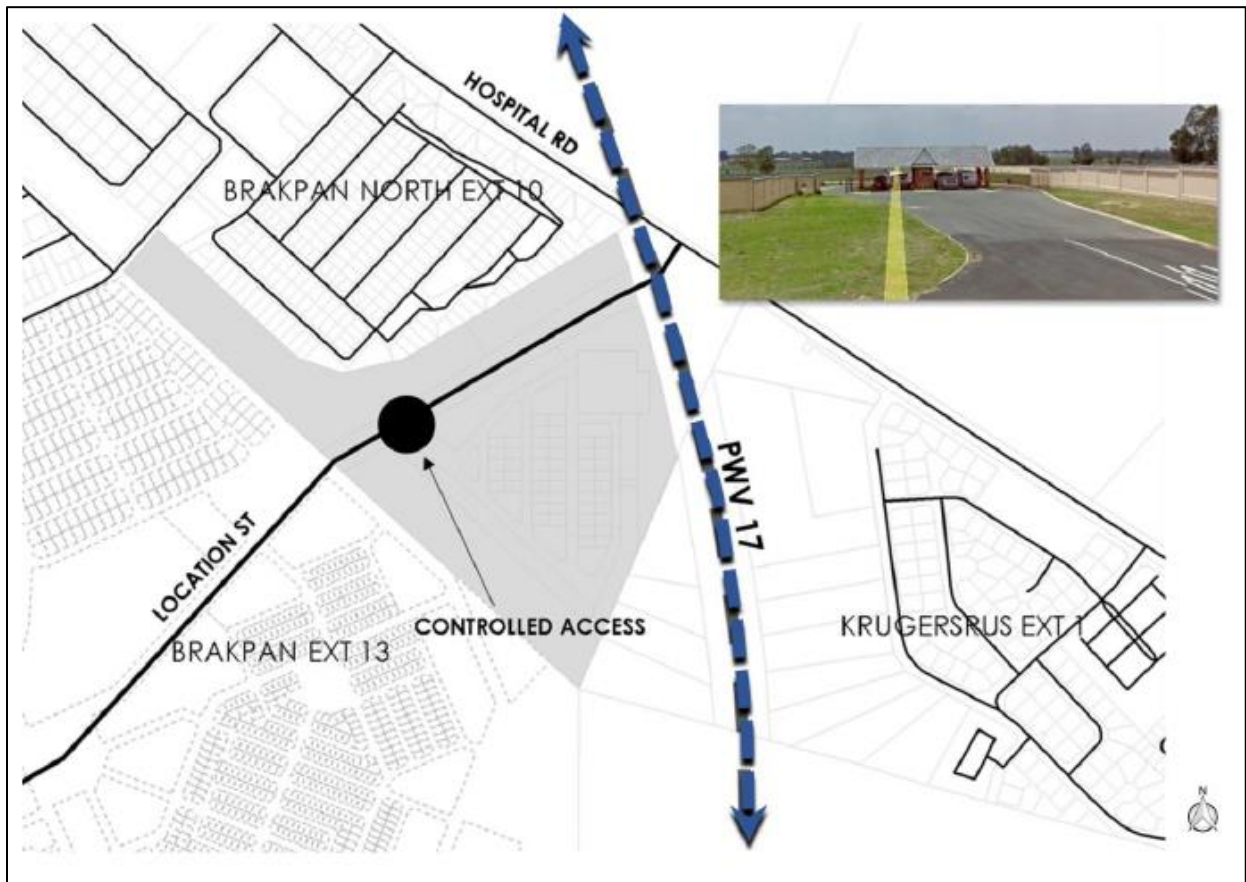 HOSPITAL RD
BRAKPAN NORTH EXT 10
PWV 17
LOCATION ST
CONTROLLED ACCESS
BRAKPAN EXT 13
KRUGERSRUS EXT 1
N